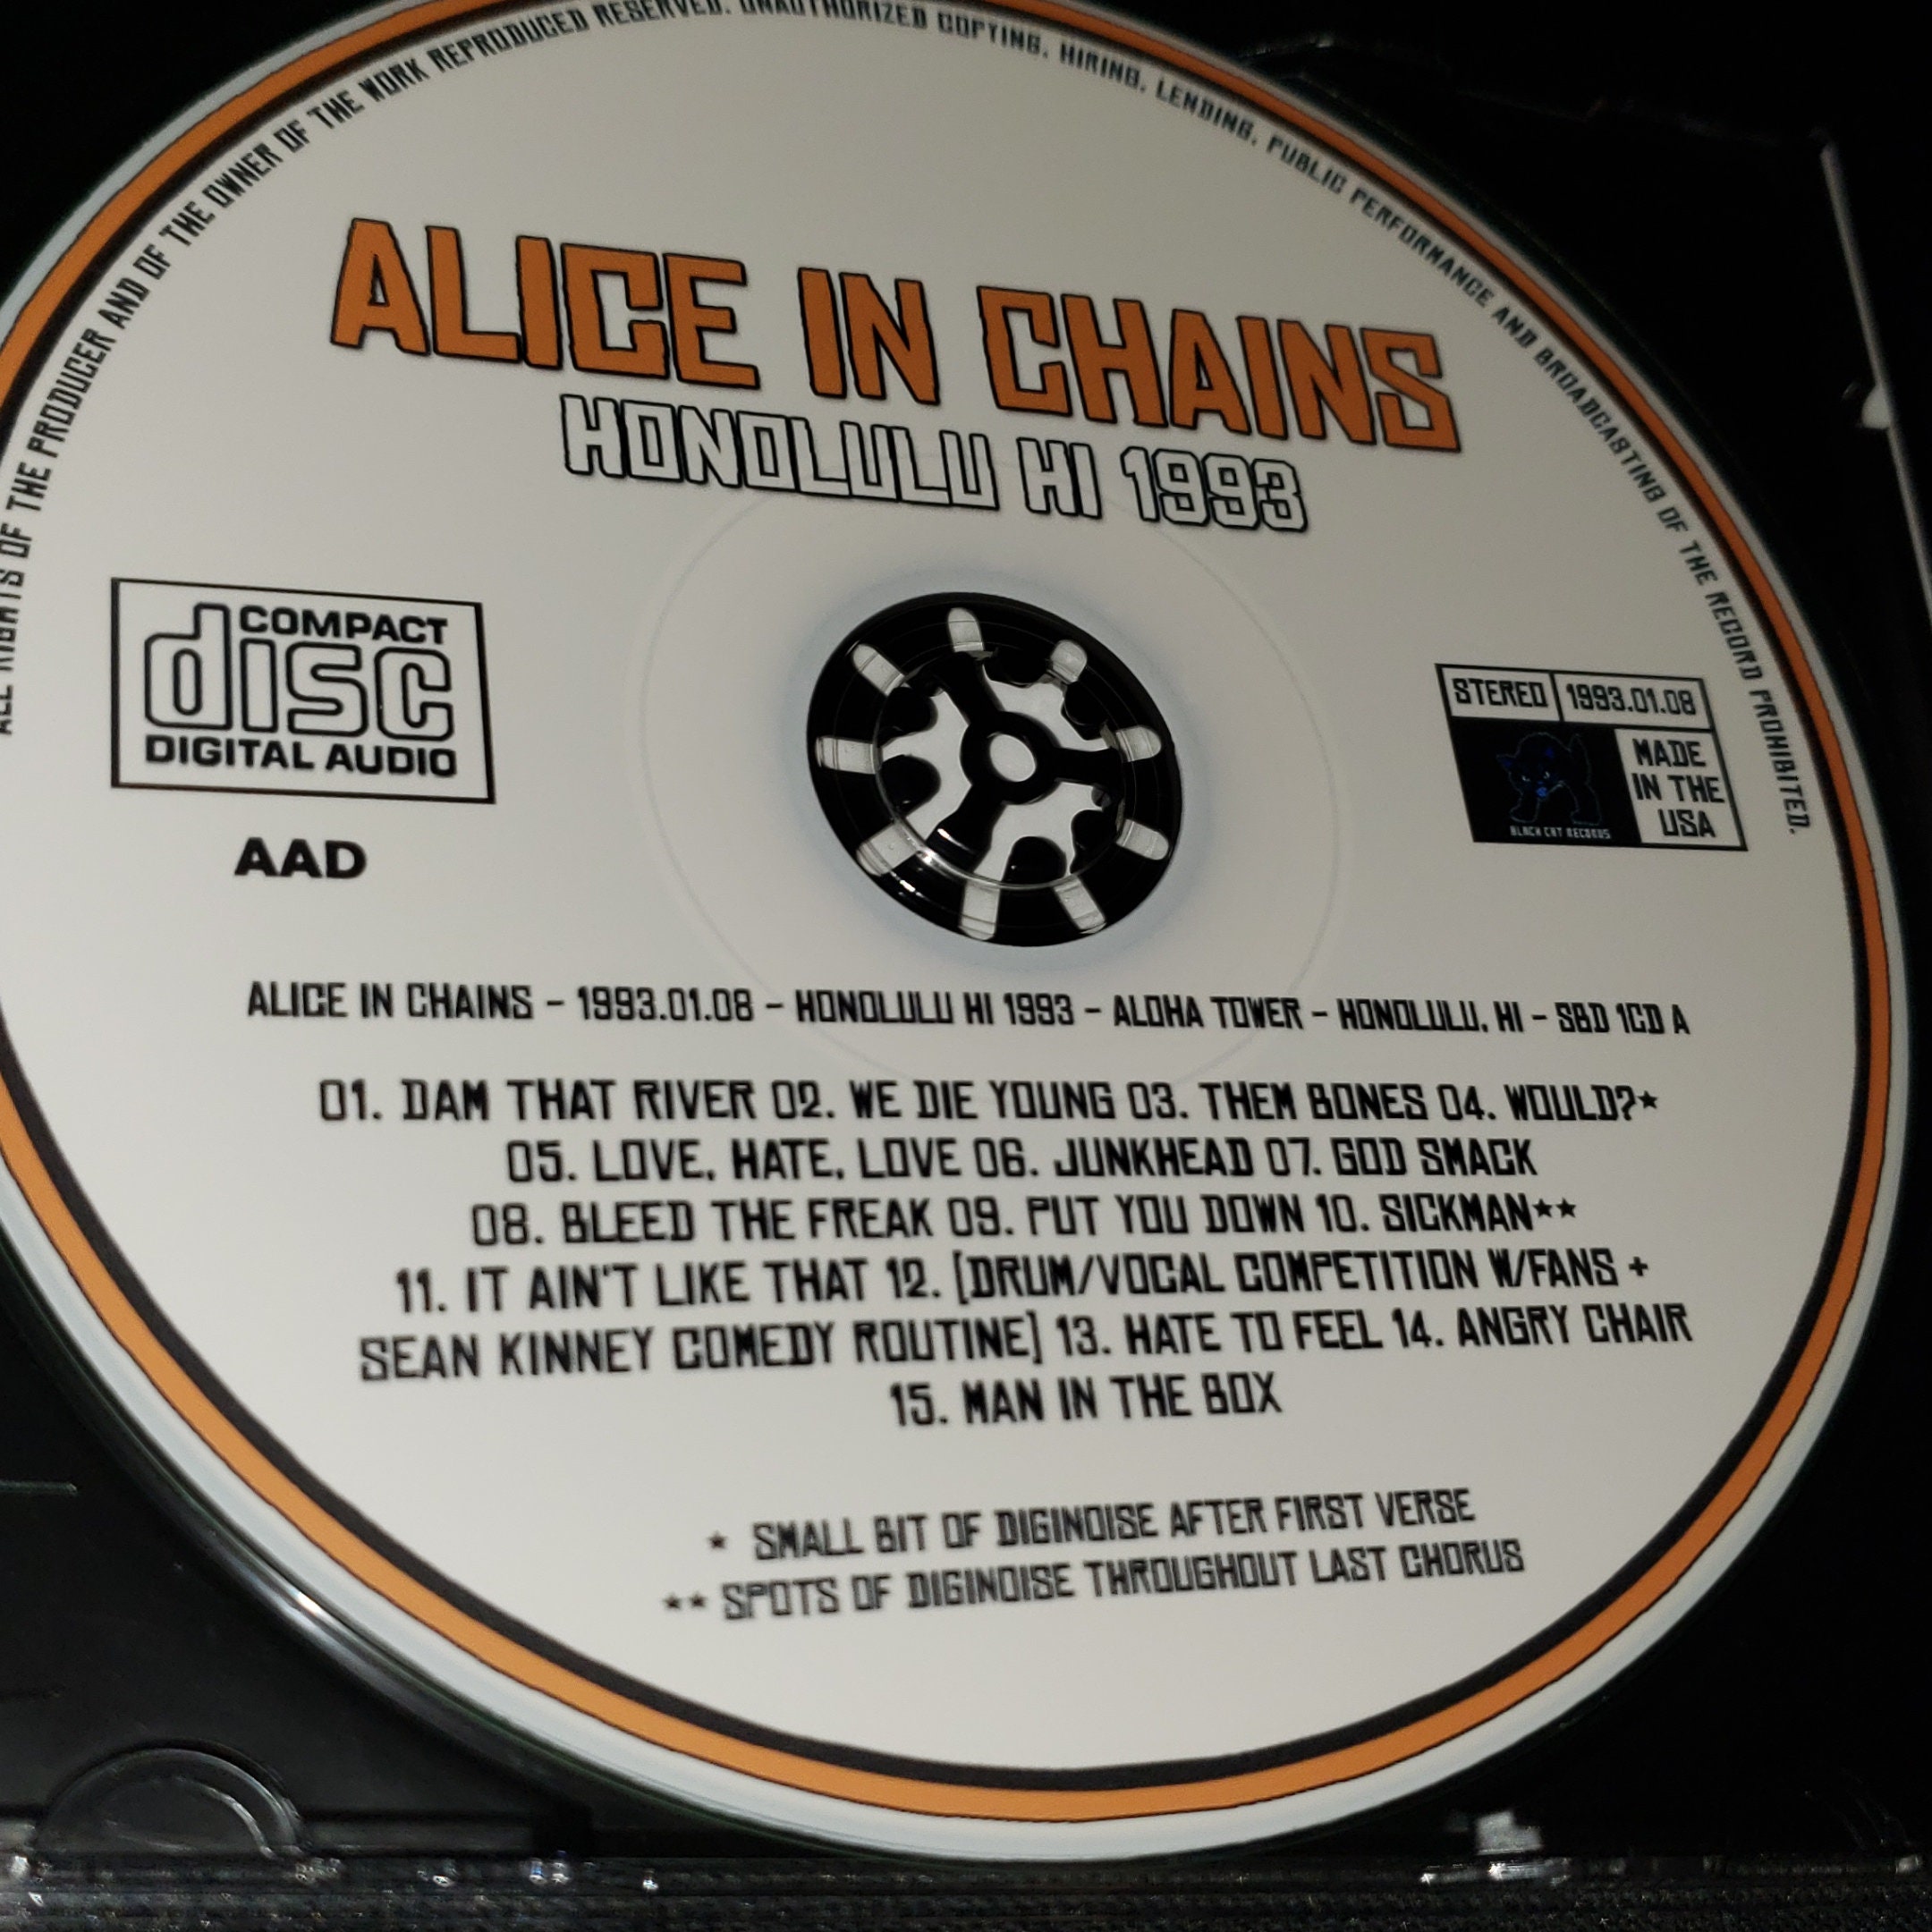 ALL RIGHTS OF THE PRODUCER AND OF THE OWNER OF THE WORK REPRODUCED RESERVED. UNAUTHORIZED COPYING, HIRING, LENDING, PUBLIC PERFORMANCE AND BROADCASTING OF THE RECORD PROHIBITED.
ALICE IN CHAINS
HONOLULU HI 1993
COMPACT
disc
DIGITAL AUDIO
AAD
STEREO 1993.01.08
MADE
IN THE
USA
BLACK CAT RECORDS
ALICE IN CHAINS - 1993.01.08 - HONOLULU HI 1993 - ALOHA TOWER - HONOLULU, HI - SBD 1CD A
01. DAM THAT RIVER 02. WE DIE YOUNG 03. THEM BONES 04. WOULD?*
05. LOVE, HATE, LOVE 06. JUNKHEAD 07. GOD SMACK
08. BLEED THE FREAK 09. PUT YOU DOWN 10. SICKMAN**
11. IT AIN'T LIKE THAT 12. [DRUM/VOCAL COMPETITION W/FANS +
SEAN KINNEY COMEDY ROUTINE] 13. HATE TO FEEL 14. ANGRY CHAIR
15. MAN IN THE BOX
* SMALL BIT OF DIGINOISE AFTER FIRST VERSE
** SPOTS OF DIGINOISE THROUGHOUT LAST CHORUS